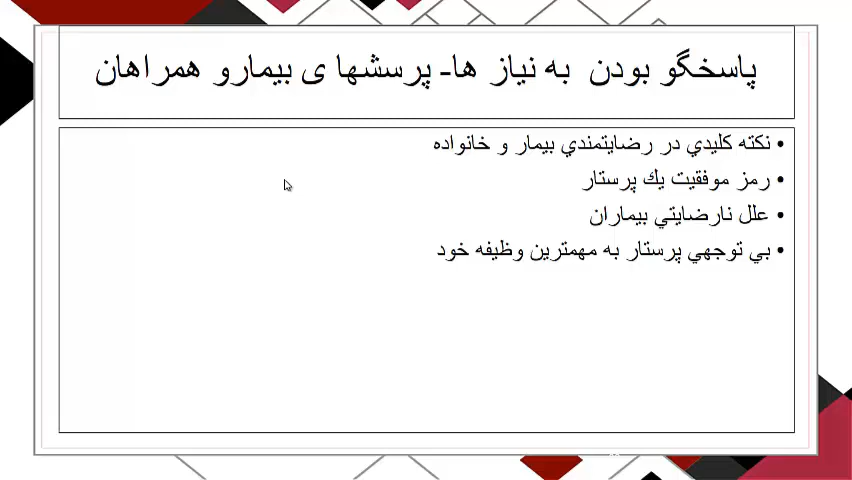 پاسخگو بودن به نیاز ها- پرسشها ی بیمارو همراهان
• نكته كليدي در رضايتمندي بيمار و خانواده
• رمز موفقيت يك پرستار
• علل نارضايتي بيماران
• بي توجهي پرستار به مهمترين وظيفه خود